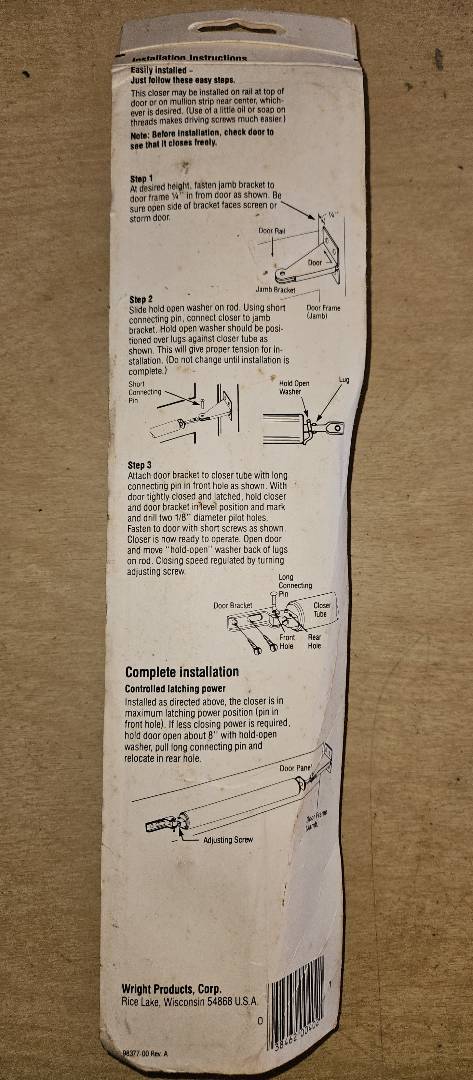 Installation Instructions
Easily installed –
Just follow these easy steps.
This closer may be installed on rail at top of
door or on mullion strip near center, which-
ever is desired. (Use of a little oil or soap on
threads makes driving screws much easier.)
Note: Before installation, check door to
see that it closes freely.
Step 1
At desired height, fasten jamb bracket to
door frame ¼" in from door as shown. Be
sure open side of bracket faces screen or
storm door.
¼"
Door Rail
Door
Jamb Bracket
Door Frame
(Jamb)
Step 2
Slide hold open washer on rod. Using short
connecting pin, connect closer to jamb
bracket. Hold open washer should be posi-
tioned over lugs against closer tube as
shown. This will give proper tension for in-
stallation. (Do not change until installation is
complete.)
Short
Connecting
Pin
Hold Open
Washer
Lug
Step 3
Attach door bracket to closer tube with long
connecting pin in front hole as shown. With
door tightly closed and latched, hold closer
and door bracket in level position and mark
and drill two 1/8" diameter pilot holes.
Fasten to door with short screws as shown.
Closer is now ready to operate. Open door
and move "hold-open" washer back of lugs
on rod. Closing speed regulated by turning
adjusting screw.
Long
Connecting
Pin
Door Bracket
Closer
Tube
Front
Hole
Rear
Hole
Complete installation
Controlled latching power
Installed as directed above, the closer is in
maximum latching power position (pin in
front hole). If less closing power is required,
hold door open about 8" with hold-open
washer, pull long connecting pin and
relocate in rear hole.
Door Panel
Door Frame
(Jamb)
Adjusting Screw
Wright Products, Corp.
Rice Lake, Wisconsin 54868 U.S.A.
0
98377-00 Rev. A